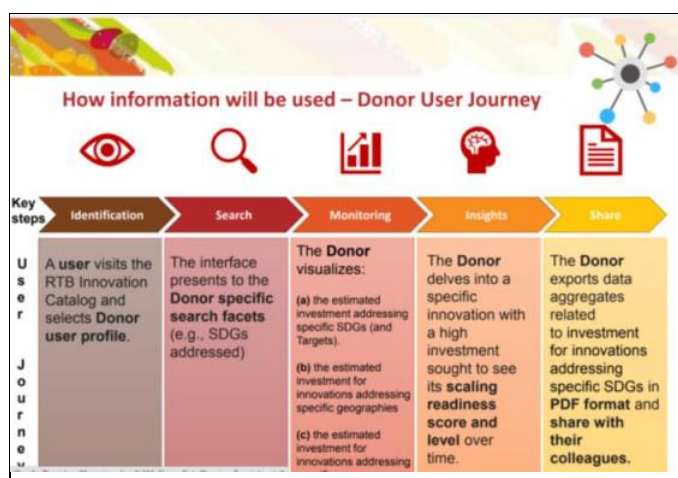 How information will be used – Donor User Journey
Key
steps
Identification
Search
Monitoring
Insights
Share
User Journey
A user visits the
RTB Innovation
Catalog and
selects Donor
user profile.
The interface
presents to the
Donor specific
search facets
(e.g., SDGs
addressed)
The Donor
visualizes:
(a) the estimated
investment addressing
specific SDGs (and
Targets).
(b) the estimated
investment for
innovations addressing
specific geographies
(c) the estimated
investment for
innovations addressing
The Donor
delves into a
specific
innovation with
a high
investment
sought to see
its scaling
readiness
score and
level over
time.
The Donor
exports data
aggregates
related
to investment
for innovations
addressing
specific SDGs in
PDF format and
share with
their
colleagues.